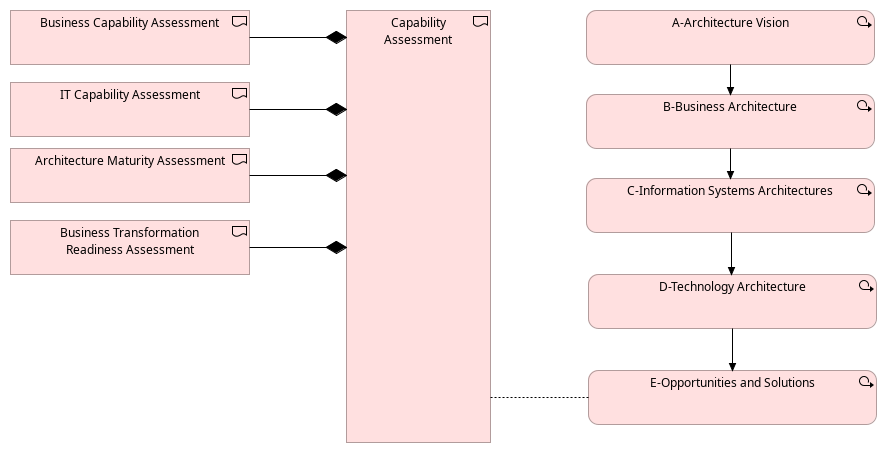 Business Capability Assessment
IT Capability Assessment
Architecture Maturity Assessment
Business Transformation
Readiness Assessment
Capability
Assessment
A-Architecture Vision
B-Business Architecture
C-Information Systems Architectures
D-Technology Architecture
E-Opportunities and Solutions